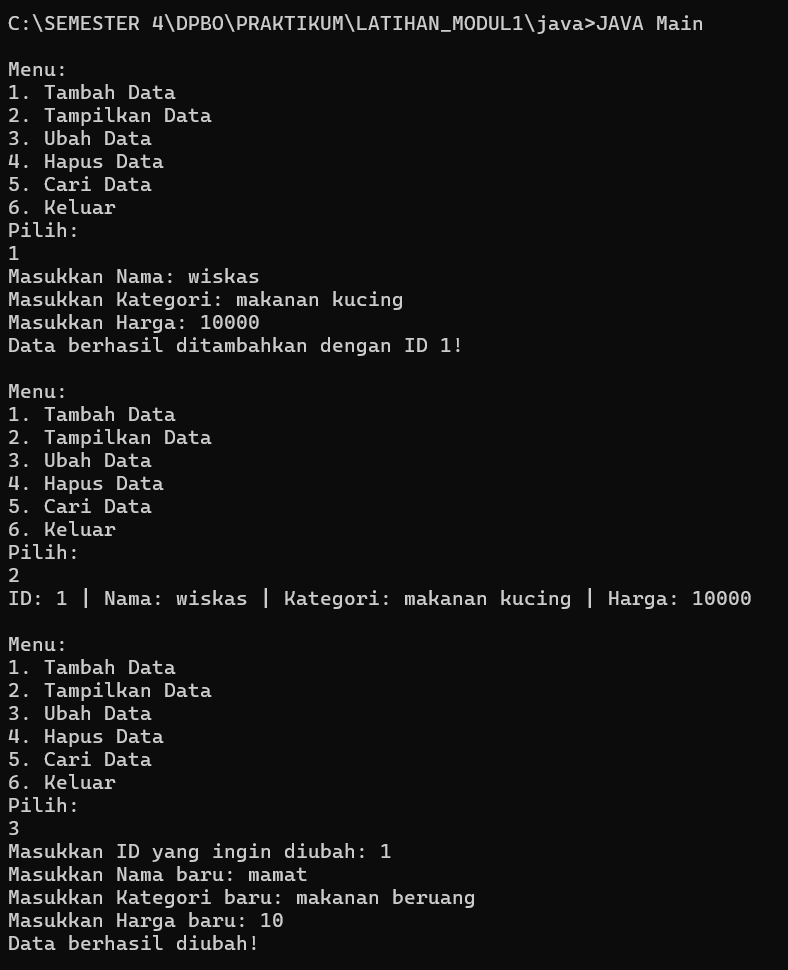 C:\SEMESTER 4\DPBO\PRAKTIKUM\LATIHAN_MODUL1\java>JAVA Main
Menu:
1. Tambah Data
2. Tampilkan Data
3. Ubah Data
4. Hapus Data
5. Cari Data
6. Keluar
Pilih:
1
Masukkan Nama: wiskas
Masukkan Kategori: makanan kucing
Masukkan Harga: 10000
Data berhasil ditambahkan dengan ID 1!
Menu:
1. Tambah Data
2. Tampilkan Data
3. Ubah Data
4. Hapus Data
5. Cari Data
6. Keluar
Pilih:
2
ID: 1 | Nama: wiskas | Kategori: makanan kucing | Harga: 10000
Menu:
1. Tambah Data
2. Tampilkan Data
3. Ubah Data
4. Hapus Data
5. Cari Data
6. Keluar
Pilih:
3
Masukkan ID yang ingin diubah: 1
Masukkan Nama baru: mamat
Masukkan Kategori baru: makanan beruang
Masukkan Harga baru: 10
Data berhasil diubah!